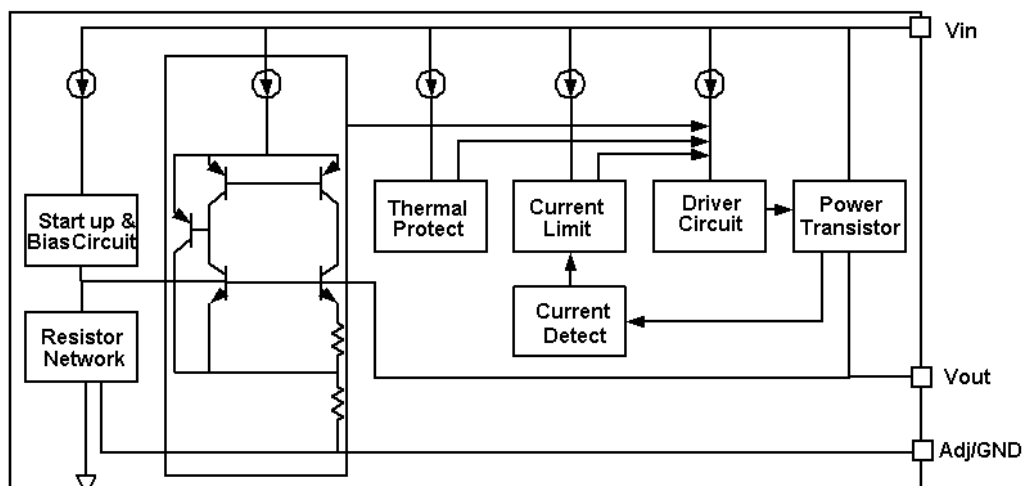 Vin
Start up &
Bias Circuit
Thermal
Protect
Current
Limit
Driver
Circuit
Power
Transistor
Resistor
Network
Current
Detect
Vout
Adj/GND